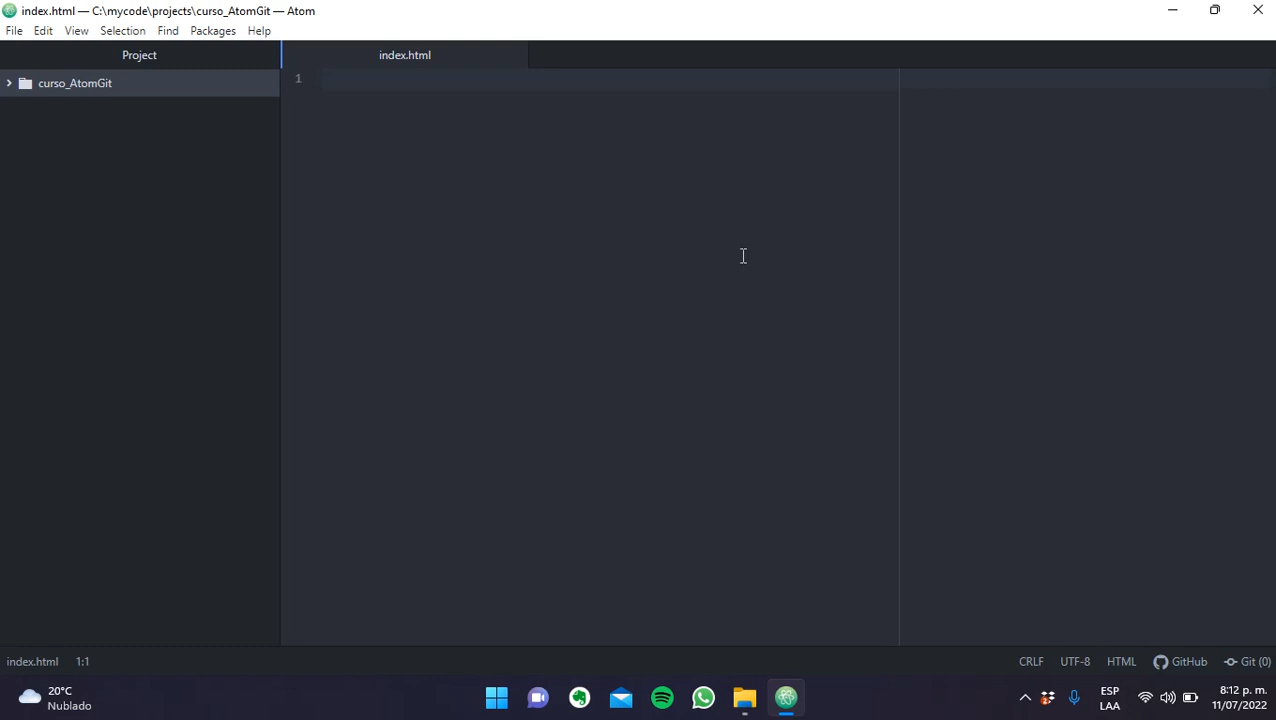 index.html — C:\mycode\projects\curso_AtomGit — Atom
File Edit View Selection Find Packages Help
Project
index.html
curso_AtomGit
1
index.html 1:1
CRLF UTF-8 HTML GitHub Git (0)
20°C
Nublado
ESP
LAA
8:12 p. m.
11/07/2022